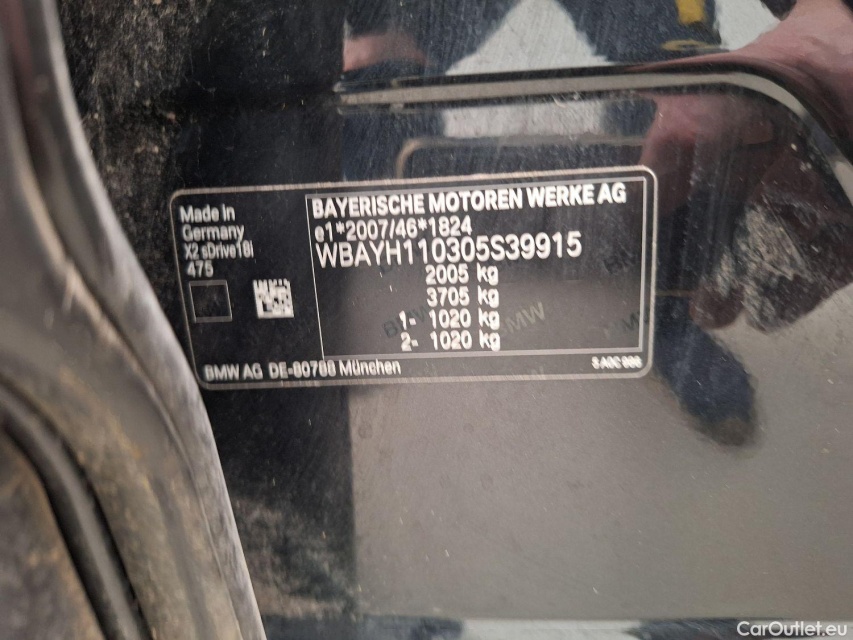 Made in
Germany
X2 sDrive18i
475
BAYERISCHE MOTOREN WERKE AG
e1*2007/46*1824
WBAYH110305S39915
2005 kg
3705 kg
1- 1020 kg
2- 1020 kg
BMW AG DE-80788 München
BMW
CarOutlet.eu